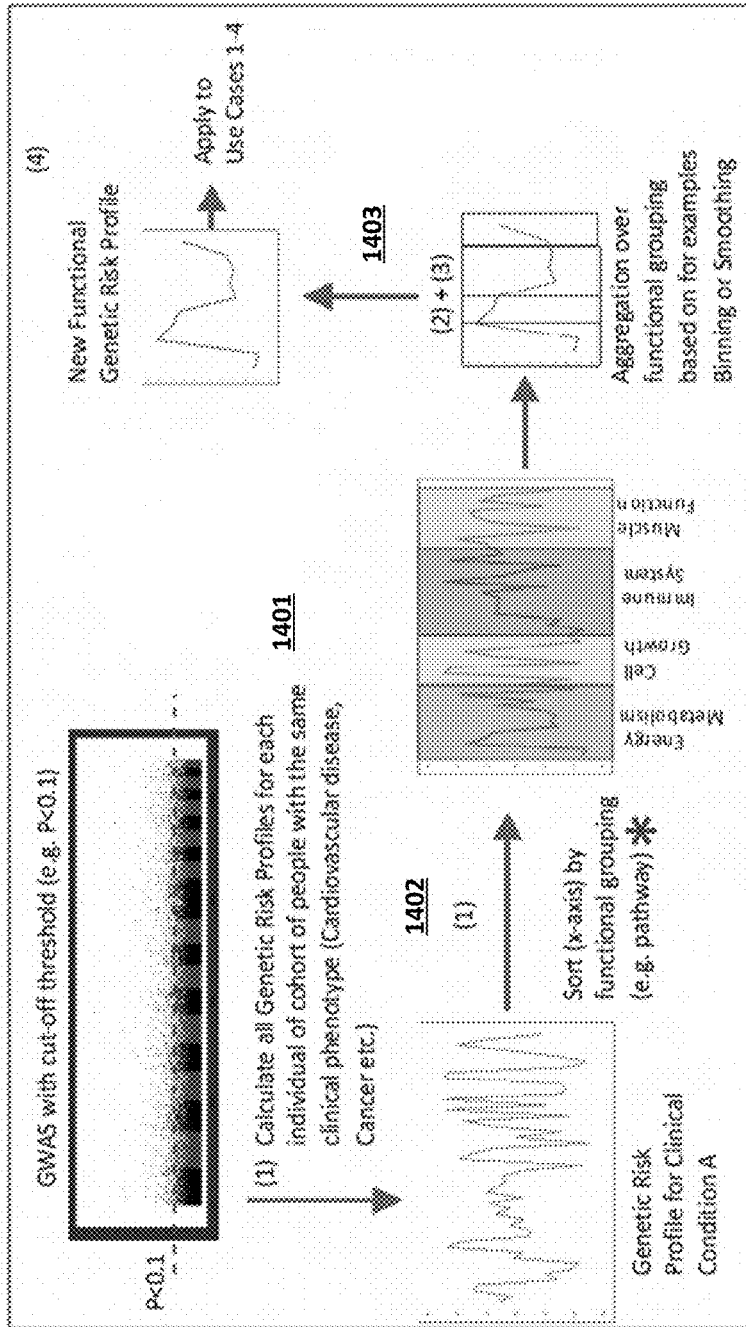 GWAS with cut-off threshold (e.g. P<0.1)
P<0.1
(1) Calculate all Genetic Risk Profiles for each
individual of cohort of people with the same
clinical phenotype (Cardiovascular disease,
Cancer etc.)
1401
Genetic Risk
Profile for Clinical
Condition A
1402
(1)
Sort (x-axis) by
functional grouping
(e.g. pathway) *
Energy
Metabolism
Cell
Growth
Immune
System
Muscle
Function
(2) + (3)
Aggregation over
functional grouping
based on for examples
Binning or Smoothing
1403
New Functional
Genetic Risk Profile
(4)
Apply to
Use Cases 1-4